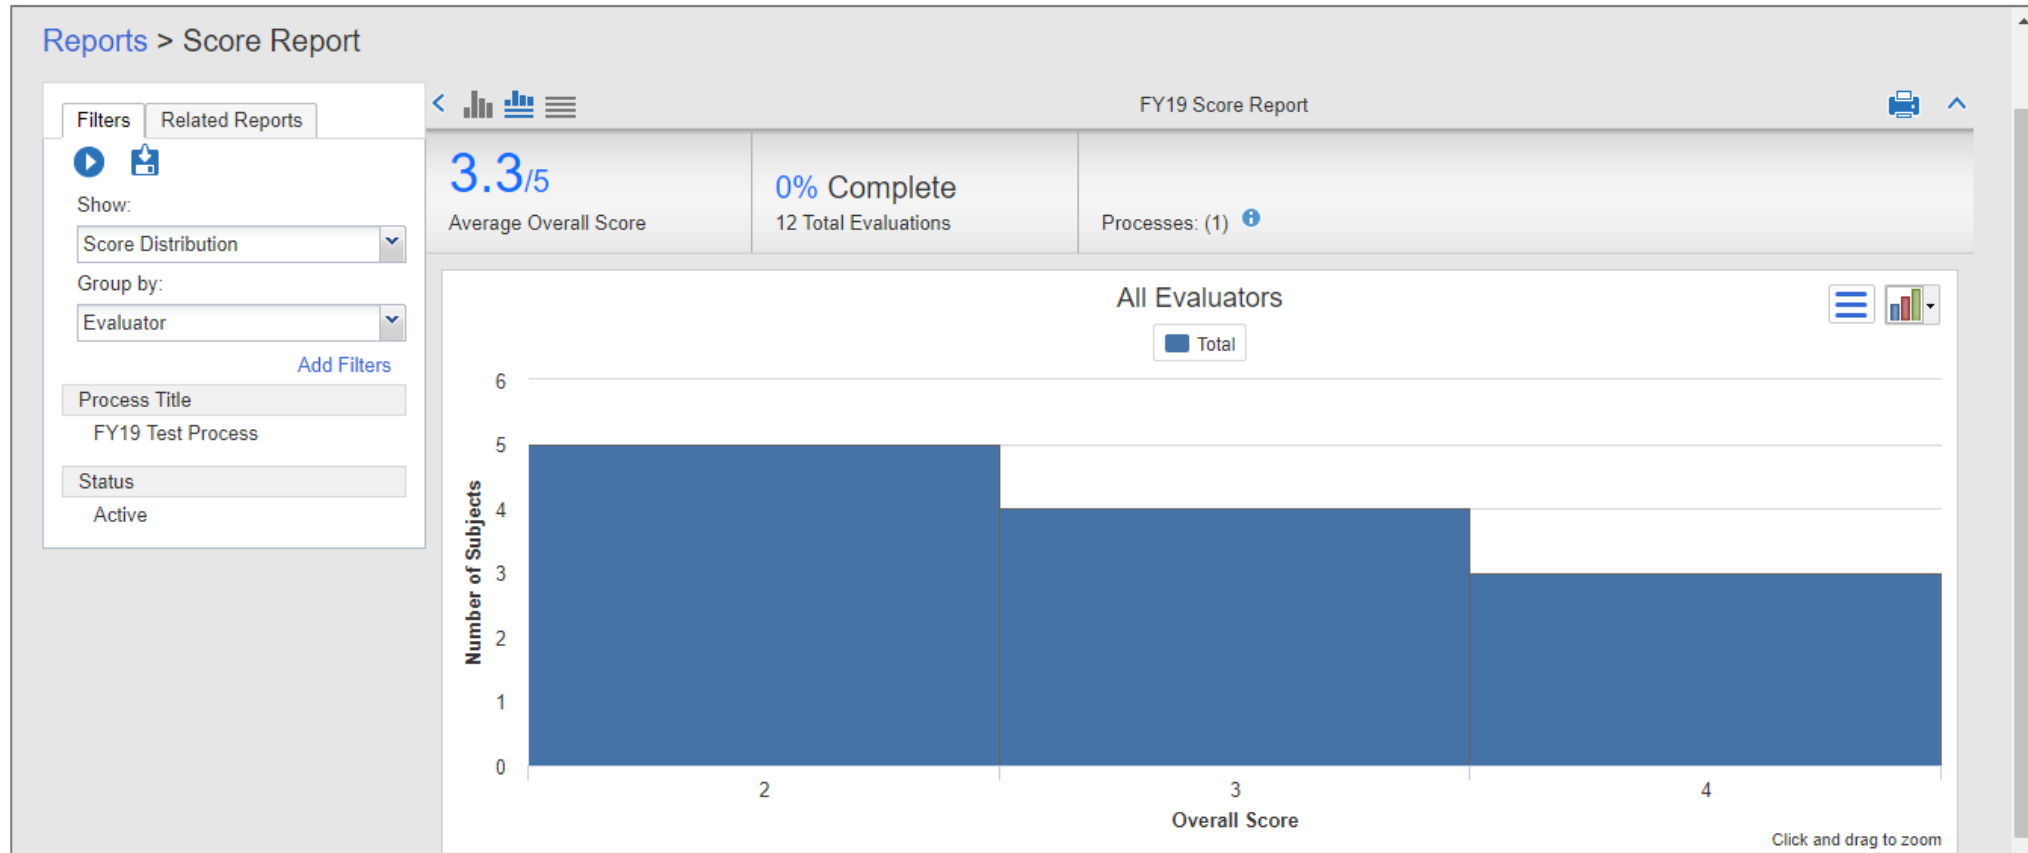 Reports > Score Report
Filters
Related Reports
Show:
Score Distribution
Group by:
Evaluator
Add Filters
Process Title
FY19 Test Process
Status
Active
FY19 Score Report
3.3/5
Average Overall Score
0% Complete
12 Total Evaluations
Processes: (1)
All Evaluators
Total
6
5
4
3
2
1
0
Number of Subjects
2 3 4
Overall Score
Click and drag to zoom